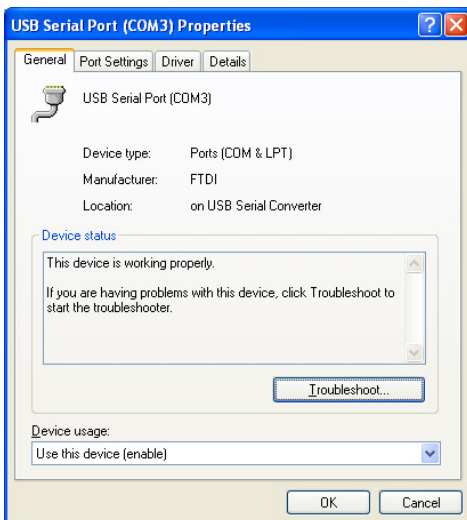 USB Serial Port (COM3) Properties
General Port Settings Driver Details
USB Serial Port (COM3)
Device type: Ports (COM & LPT)
Manufacturer: FTDI
Location: on USB Serial Converter
Device status
This device is working properly.
If you are having problems with this device, click Troubleshoot to
start the troubleshooter.
Troubleshoot...
Device usage:
Use this device (enable)
OK Cancel